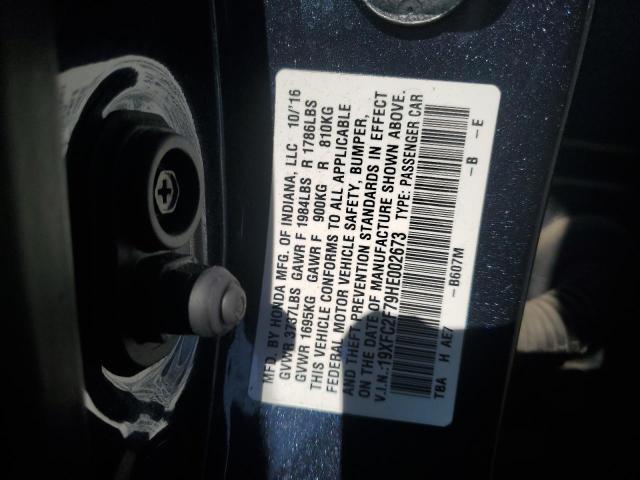 MFD. BY HONDA MFG. OF INDIANA, LLC 10/'16
GVWR 3737LBS GAWR F 1984LBS R 1786LBS
GVWR 1695KG GAWR F 900KG R 810KG
THIS VEHICLE CONFORMS TO ALL APPLICABLE
FEDERAL MOTOR VEHICLE SAFETY, BUMPER,
AND THEFT PREVENTION STANDARDS IN EFFECT
ON THE DATE OF MANUFACTURE SHOWN ABOVE.
V.I.N.:19XFC2F79HE002673 TYPE: PASSENGER CAR
TBA H AE7 -B607M -B -E